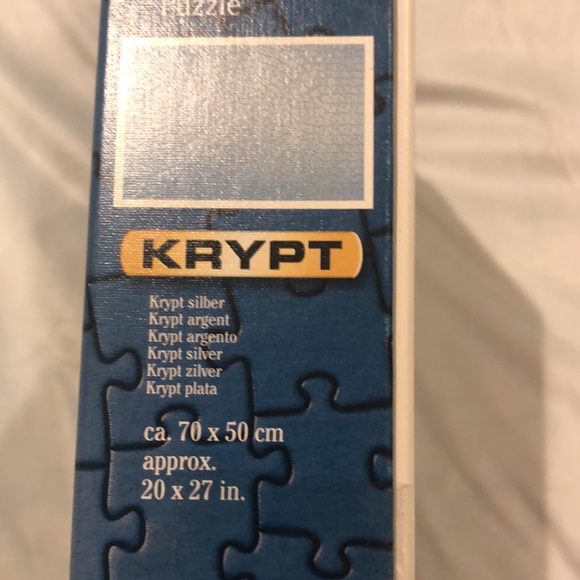 Puzzle
KRYPT
Krypt silber
Krypt argent
Krypt argento
Krypt silver
Krypt zilver
Krypt plata
ca. 70 x 50 cm
approx.
20 x 27 in.